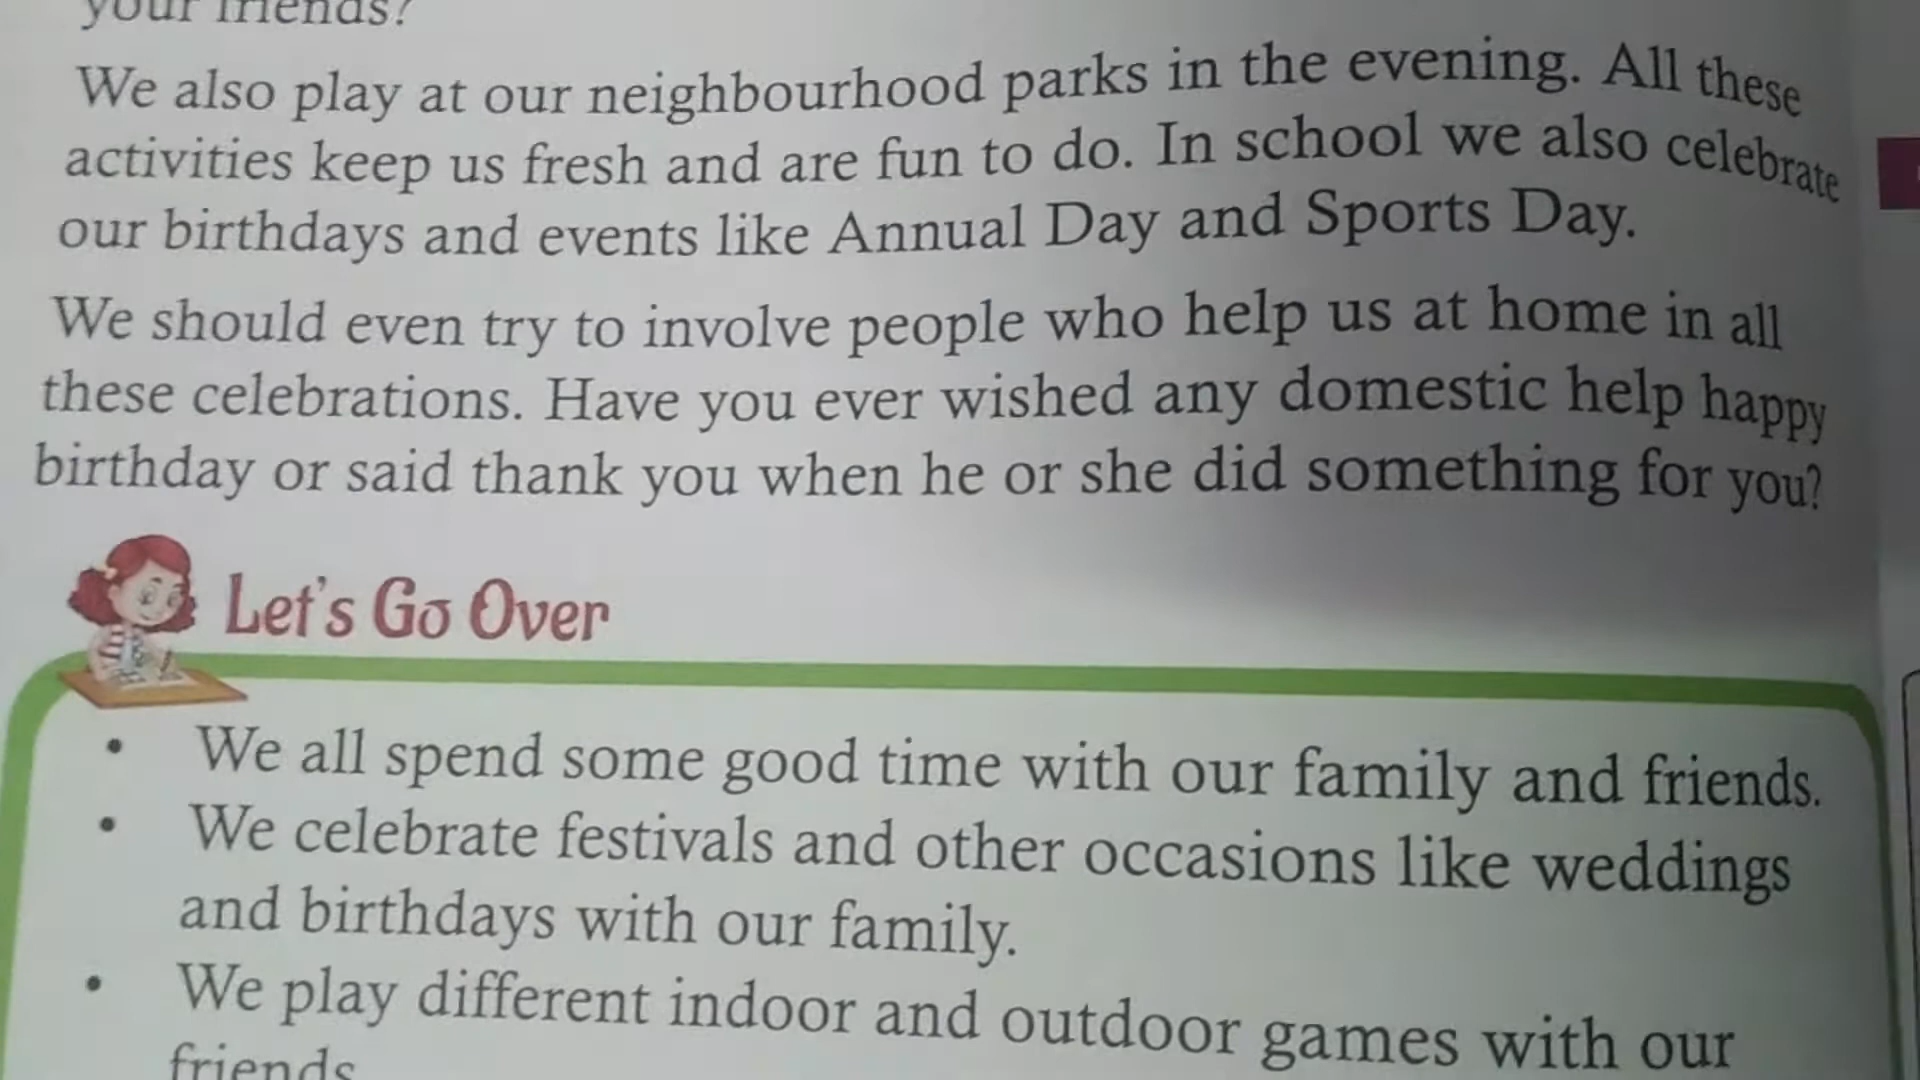 your friends?
We also play at our neighbourhood parks in the evening. All these
activities keep us fresh and are fun to do. In school we also celebrate
our birthdays and events like Annual Day and Sports Day.
We should even try to involve people who help us at home in all
these celebrations. Have you ever wished any domestic help happy
birthday or said thank you when he or she did something for you?
Let's Go Over
• We all spend some good time with our family and friends.
• We celebrate festivals and other occasions like weddings
and birthdays with our family.
• We play different indoor and outdoor games with our
friends